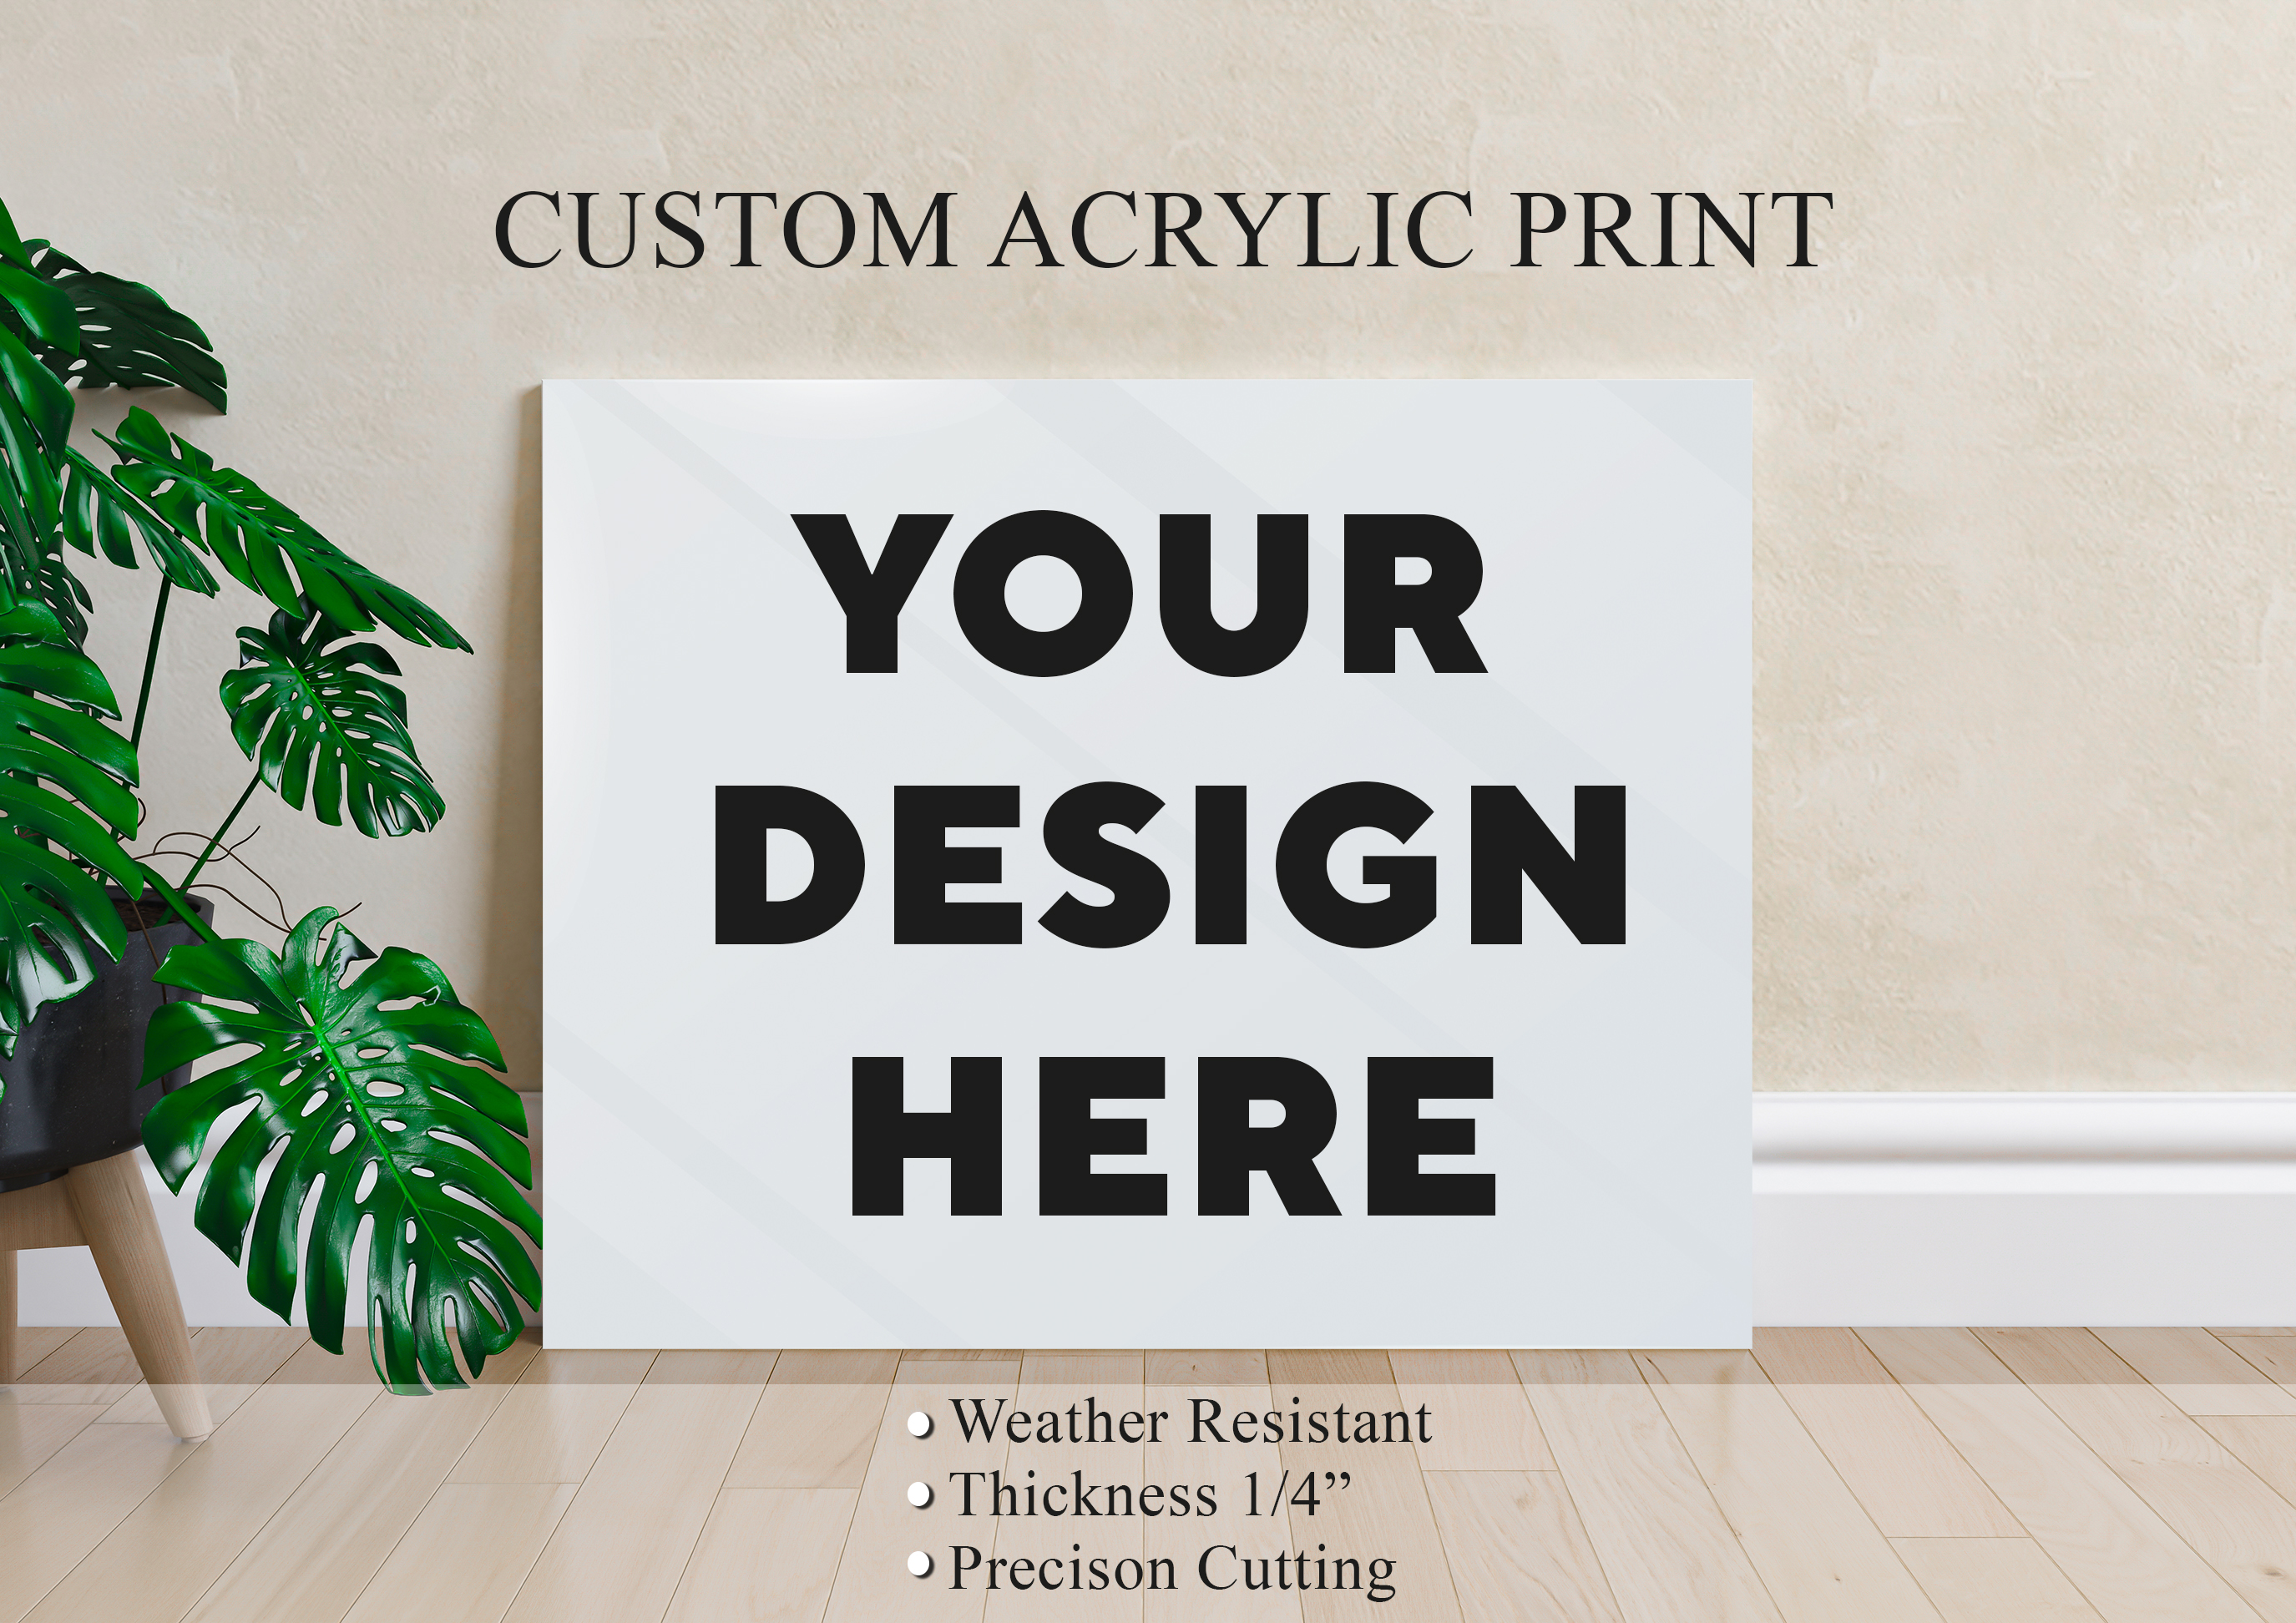 CUSTOM ACRYLIC PRINT
YOUR
DESIGN
HERE
Weather Resistant
Thickness 1/4”
Precison Cutting